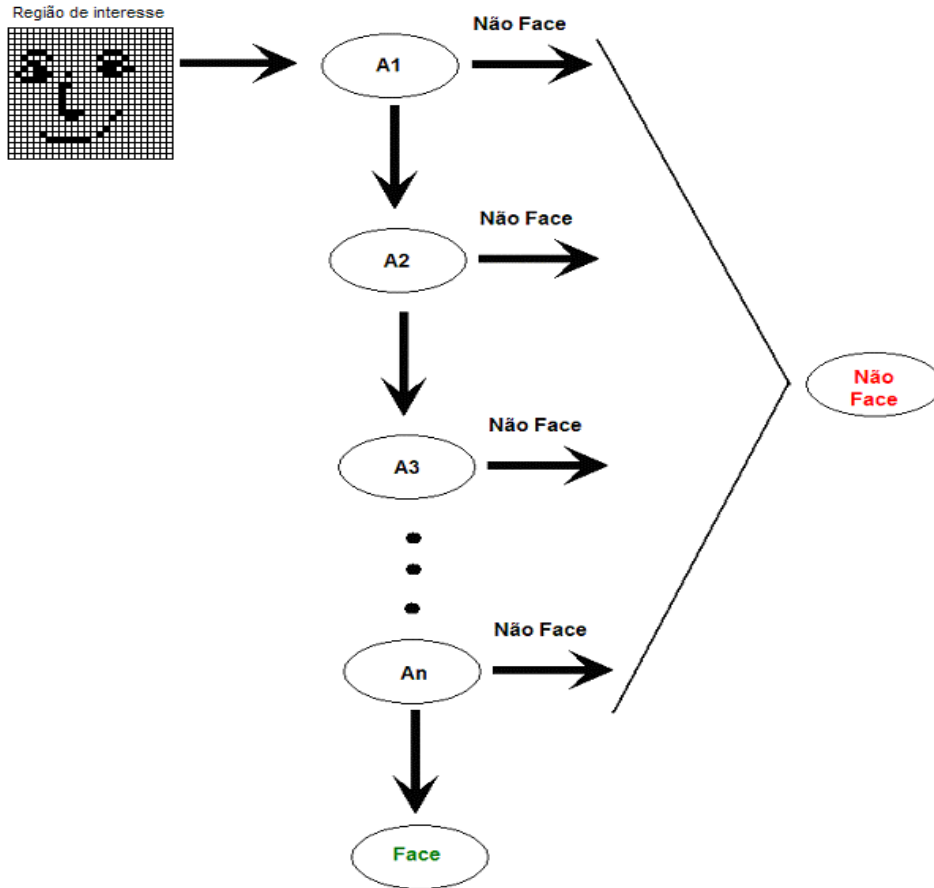 Região de interesse
Não Face
A1
Não Face
A2
Não
Face
Não Face
A3
Não Face
An
Face